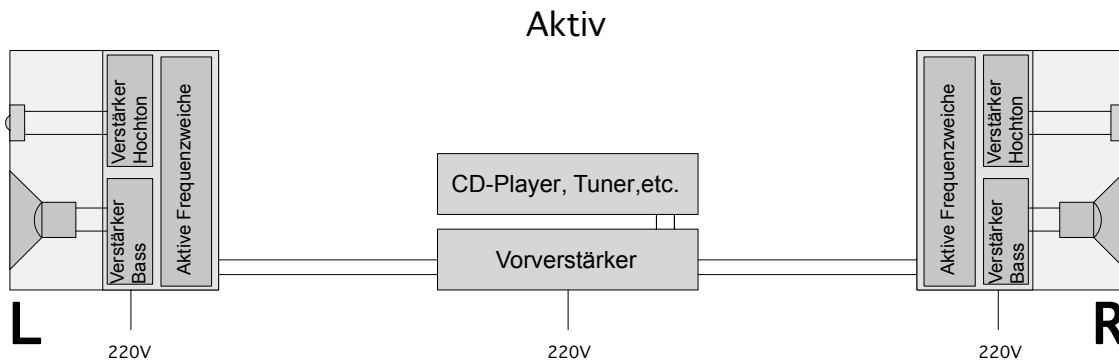 Aktiv
Verstärker
Hochton
Verstärker
Bass
Aktive Frequenzweiche
CD-Player, Tuner,etc.
Vorverstärker
Aktive Frequenzweiche
Verstärker
Hochton
Verstärker
Bass
L
R
220V
220V
220V